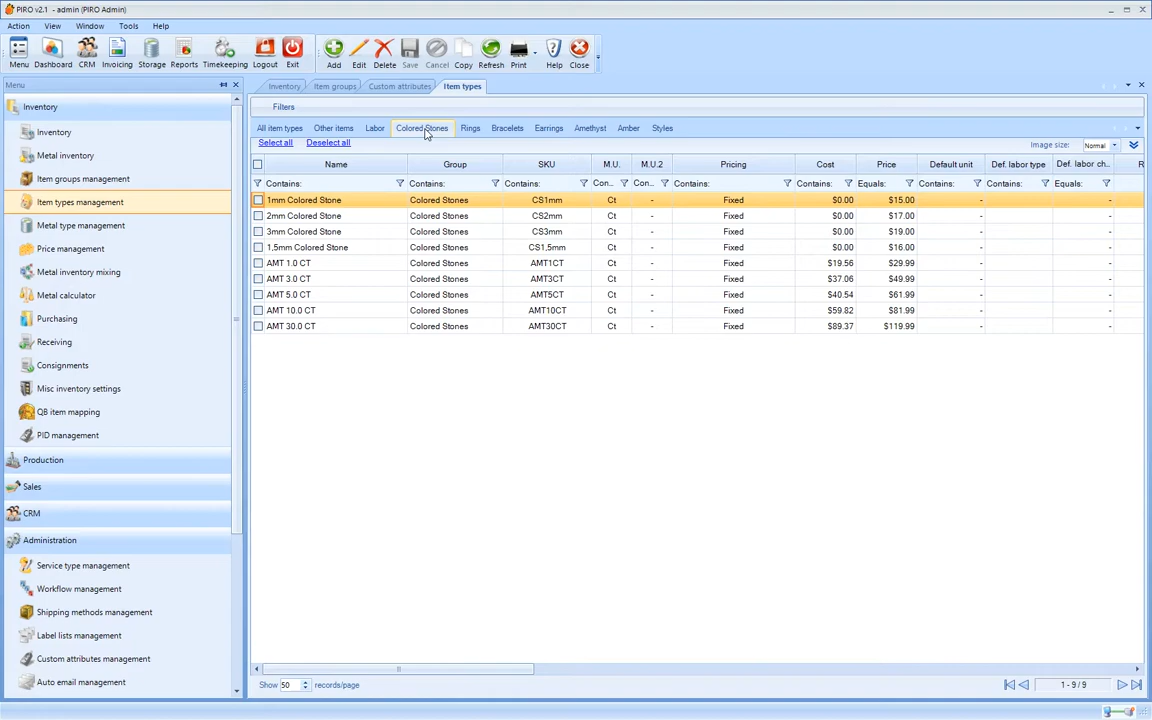 PIRO v2.1 - admin (PIRO Admin)
Action View Window Tools Help
Menu Dashboard CRM Invoicing Storage Reports Timekeeping Logout Exit Add Edit Delete Save Cancel Copy Refresh Print Help Close
Menu
Inventory Item groups Custom attributes Item types
Inventory
Filters
Inventory
Metal inventory
Item groups management
Item types management
Metal type management
Price management
Metal inventory mixing
Metal calculator
Purchasing
Receiving
Consignments
Misc inventory settings
QB item mapping
PID management
Production
Sales
CRM
Administration
Service type management
Workflow management
Shipping methods management
Label lists management
Custom attributes management
Auto email management
All item types Other items Labor Colored Stones Rings Bracelets Earrings Amethyst Amber Styles
Select all Deselect all Image size: Normal
Name Group SKU M.U. M.U.2 Pricing Cost Price Default unit Def. labor type Def. labor ch... R
Contains: Contains: Contains: Con... Con... Contains: Contains: Equals: Contains: Contains: Equals:
1mm Colored Stone Colored Stones CS1mm Ct - Fixed $0.00 $15.00 - -
2mm Colored Stone Colored Stones CS2mm Ct - Fixed $0.00 $17.00 - -
3mm Colored Stone Colored Stones CS3mm Ct - Fixed $0.00 $19.00 - -
1,5mm Colored Stone Colored Stones CS1,5mm Ct - Fixed $0.00 $16.00 - -
AMT 1.0 CT Colored Stones AMT1CT Ct - Fixed $19.56 $29.99 - -
AMT 3.0 CT Colored Stones AMT3CT Ct - Fixed $37.06 $49.99 - -
AMT 5.0 CT Colored Stones AMT5CT Ct - Fixed $40.54 $61.99 - -
AMT 10.0 CT Colored Stones AMT10CT Ct - Fixed $59.82 $81.99 - -
AMT 30.0 CT Colored Stones AMT30CT Ct - Fixed $89.37 $119.99 - -
Show 50 records/page 1 - 9 / 9